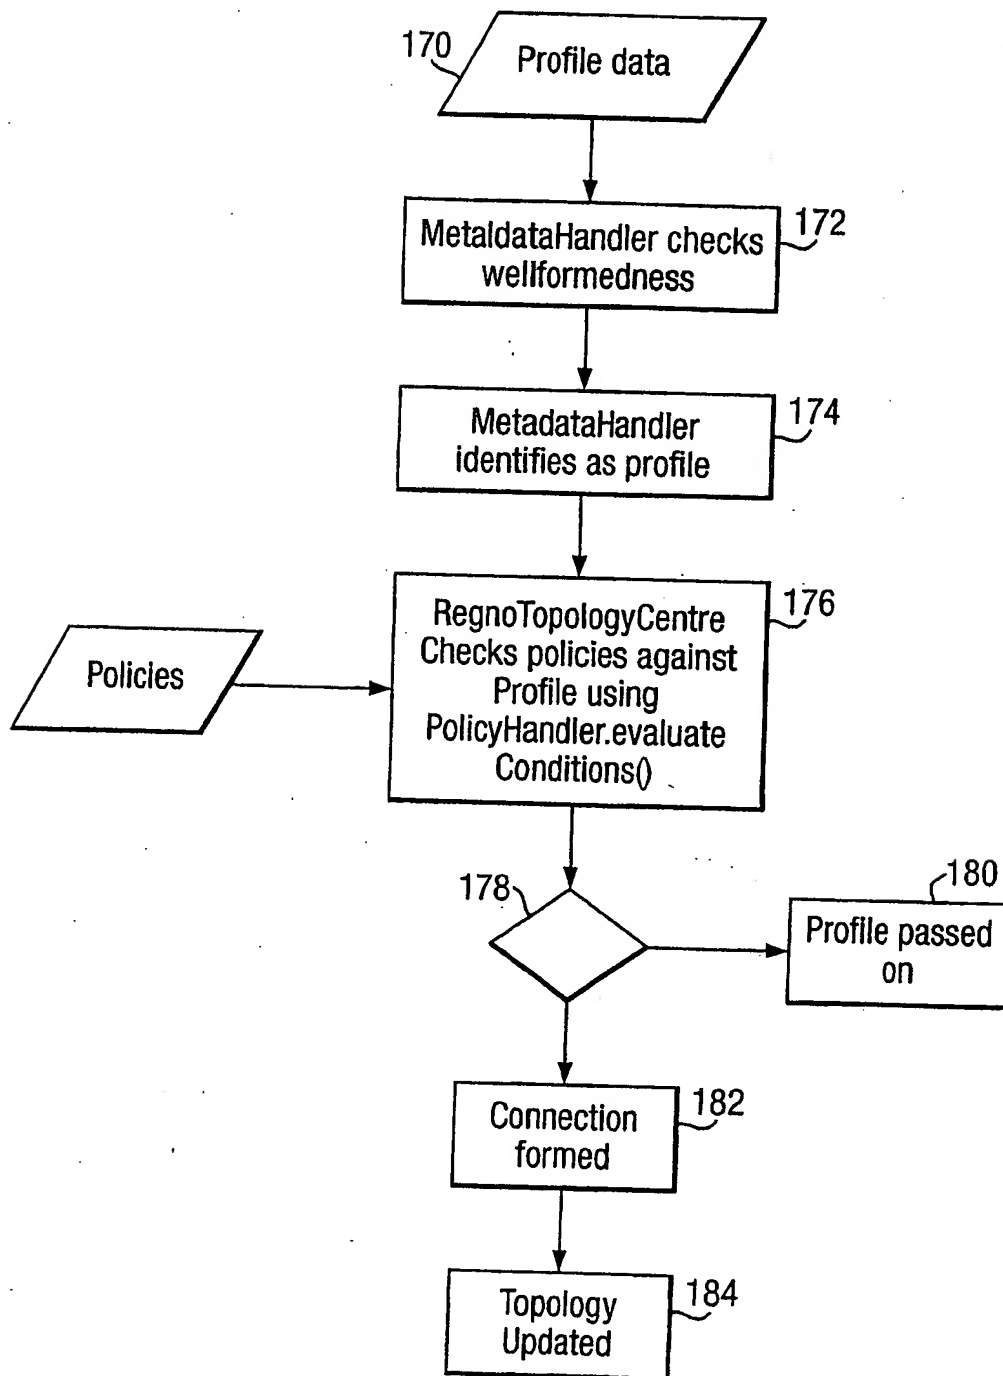 170
Profile data
MetaldataHandler checks
wellformedness
172
MetadataHandler
identifies as profile
174
Policies
RegnoTopologyCentre
Checks policies against
Profile using
PolicyHandler.evaluate
Conditions()
176
178
180
Profile passed
on
Connection
formed
182
Topology
Updated
184